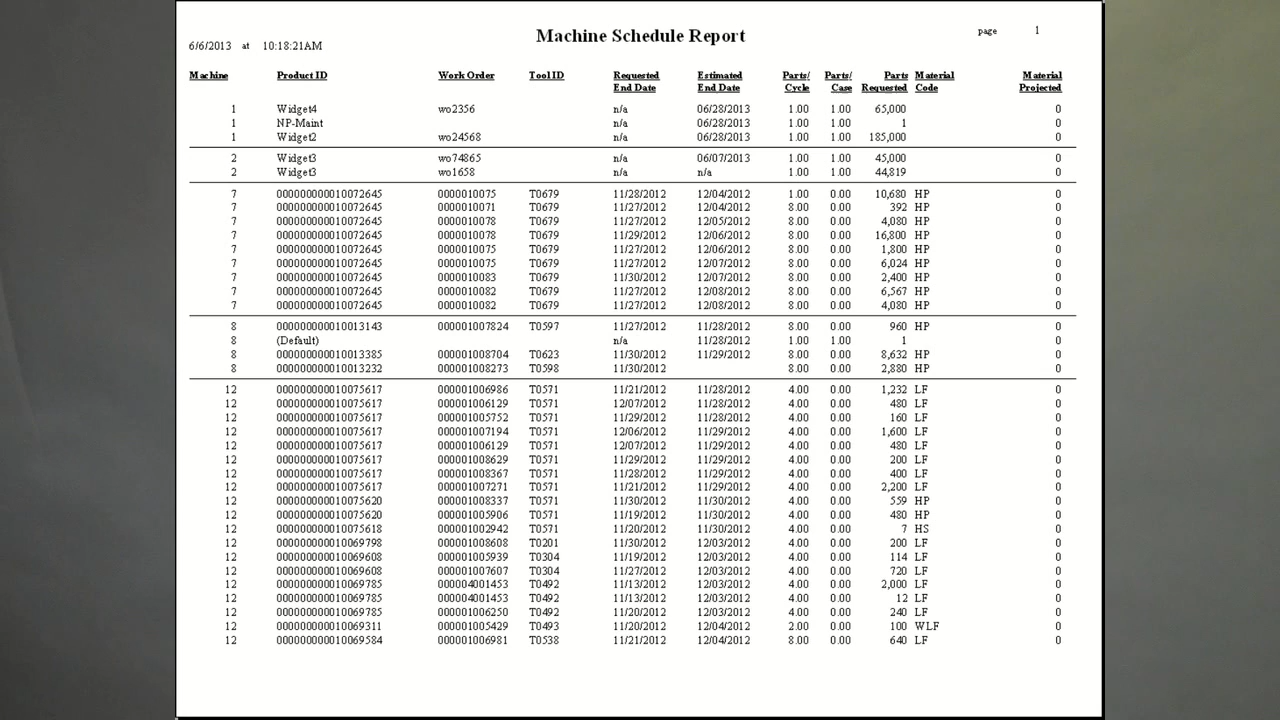 Machine Schedule Report
page 1
6/6/2013 at 10:18:21AM
Machine Product ID Work Order Tool ID Requested End Date Estimated End Date Parts/ Cycle Parts/ Case Parts Requested Material Code Material Projected
1 Widget4 wo2356 n/a 06/28/2013 1.00 1.00 65,000 0
1 NP-Maint n/a 06/28/2013 1.00 1.00 1 0
1 Widget2 wo24568 n/a 06/28/2013 1.00 1.00 185,000 0
2 Widget3 wo74865 n/a 06/07/2013 1.00 1.00 45,000 0
2 Widget3 wo1658 n/a n/a 1.00 1.00 44,819 0
7 000000000010072645 0000010075 T0679 11/28/2012 12/04/2012 1.00 0.00 10,680 HP 0
7 000000000010072645 0000010071 T0679 11/27/2012 12/04/2012 8.00 0.00 392 HP 0
7 000000000010072645 0000010078 T0679 11/27/2012 12/05/2012 8.00 0.00 4,080 HP 0
7 000000000010072645 0000010078 T0679 11/29/2012 12/06/2012 8.00 0.00 16,800 HP 0
7 000000000010072645 0000010075 T0679 11/27/2012 12/06/2012 8.00 0.00 1,800 HP 0
7 000000000010072645 0000010075 T0679 11/27/2012 12/07/2012 8.00 0.00 6,024 HP 0
7 000000000010072645 0000010083 T0679 11/30/2012 12/07/2012 8.00 0.00 2,400 HP 0
7 000000000010072645 0000010082 T0679 11/27/2012 12/08/2012 8.00 0.00 6,567 HP 0
7 000000000010072645 0000010082 T0679 11/27/2012 12/08/2012 8.00 0.00 4,080 HP 0
8 000000000010013143 000001007824 T0597 11/27/2012 11/28/2012 8.00 0.00 960 HP 0
8 (Default) n/a 11/28/2012 1.00 1.00 1 0
8 000000000010013385 000001008704 T0623 11/30/2012 11/29/2012 8.00 0.00 8,632 HP 0
8 000000000010013232 000001008273 T0598 11/30/2012 8.00 0.00 2,880 HP 0
12 000000000010075617 000001006986 T0571 11/21/2012 11/28/2012 4.00 0.00 1,232 LF 0
12 000000000010075617 000001006129 T0571 12/07/2012 11/28/2012 4.00 0.00 480 LF 0
12 000000000010075617 000001005752 T0571 11/29/2012 11/28/2012 4.00 0.00 160 LF 0
12 000000000010075617 000001007194 T0571 12/06/2012 11/29/2012 4.00 0.00 1,600 LF 0
12 000000000010075617 000001006129 T0571 12/07/2012 11/29/2012 4.00 0.00 480 LF 0
12 000000000010075617 000001008629 T0571 11/29/2012 11/29/2012 4.00 0.00 200 LF 0
12 000000000010075617 000001008367 T0571 11/28/2012 11/29/2012 4.00 0.00 400 LF 0
12 000000000010075617 000001007271 T0571 11/21/2012 11/29/2012 4.00 0.00 2,200 LF 0
12 000000000010075620 000001008337 T0571 11/30/2012 11/30/2012 4.00 0.00 559 HP 0
12 000000000010075620 000001005906 T0571 11/19/2012 11/30/2012 4.00 0.00 480 HP 0
12 000000000010075618 000001002942 T0571 11/20/2012 11/30/2012 4.00 0.00 7 HS 0
12 000000000010069798 000001008608 T0201 11/30/2012 12/03/2012 4.00 0.00 200 LF 0
12 000000000010069608 000001005939 T0304 11/19/2012 12/03/2012 4.00 0.00 114 LF 0
12 000000000010069608 000001007607 T0304 11/27/2012 12/03/2012 4.00 0.00 720 LF 0
12 000000000010069785 000004001453 T0492 11/13/2012 12/03/2012 4.00 0.00 2,000 LF 0
12 000000000010069785 000004001453 T0492 11/13/2012 12/03/2012 4.00 0.00 12 LF 0
12 000000000010069785 000001006250 T0492 11/20/2012 12/03/2012 4.00 0.00 240 LF 0
12 000000000010069311 000001005429 T0493 11/20/2012 12/04/2012 2.00 0.00 100 WLF 0
12 000000000010069584 000001006981 T0538 11/21/2012 12/04/2012 8.00 0.00 640 LF 0